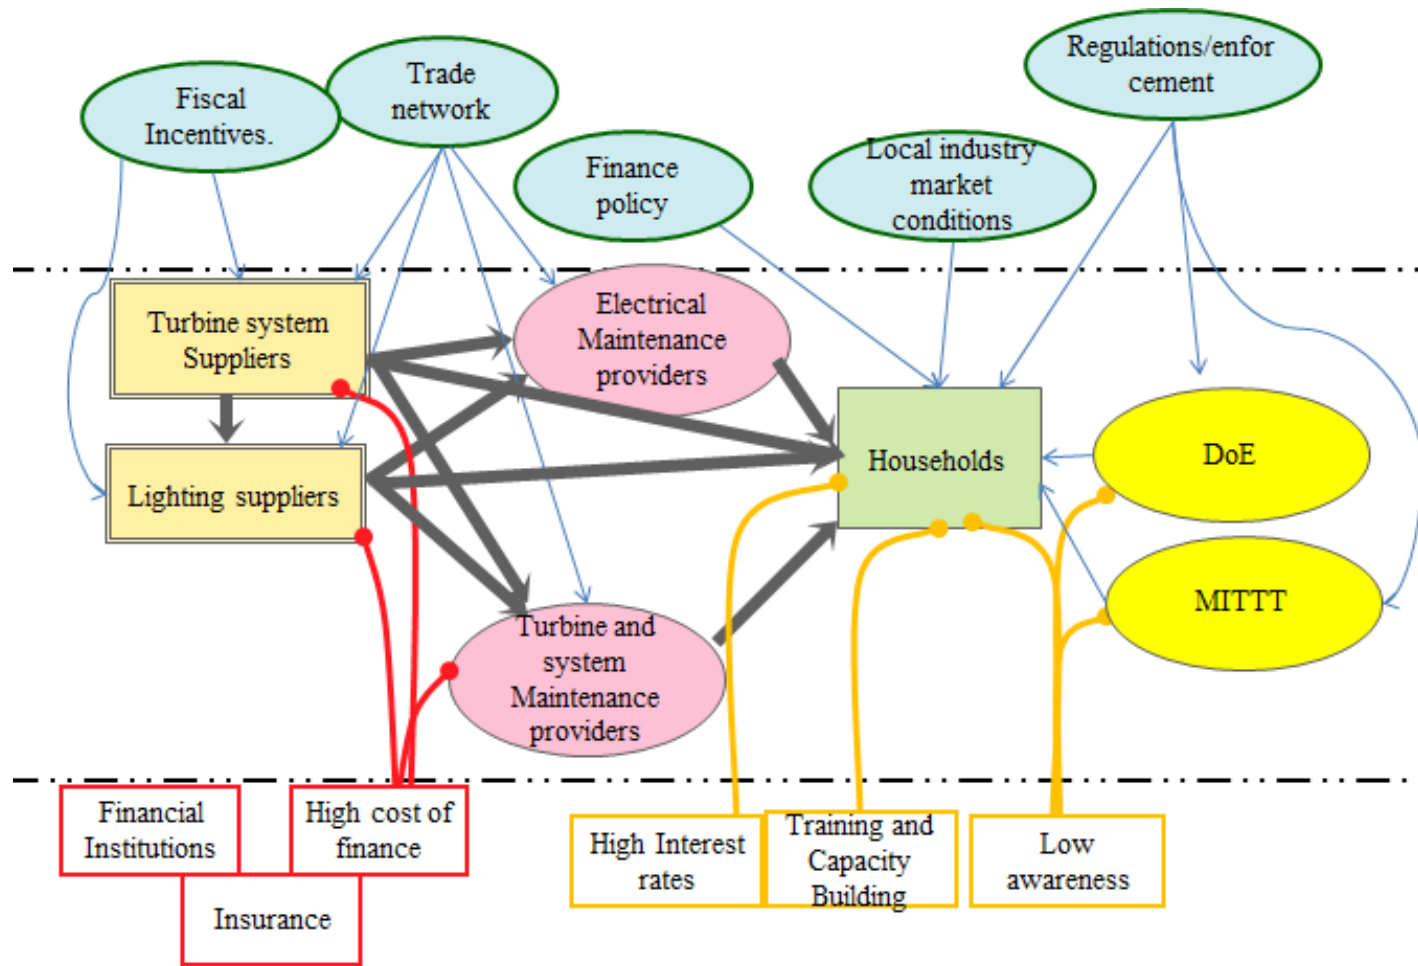 Fiscal
Incentives.
Trade
network
Finance
policy
Local industry
market
conditions
Regulations/enfor
cement
Turbine system
Suppliers
Electrical
Maintenance
providers
Lighting suppliers
Households
DoE
MITTT
Turbine and
system
Maintenance
providers
Financial
Institutions
High cost of
finance
Insurance
High Interest
rates
Training and
Capacity
Building
Low
awareness